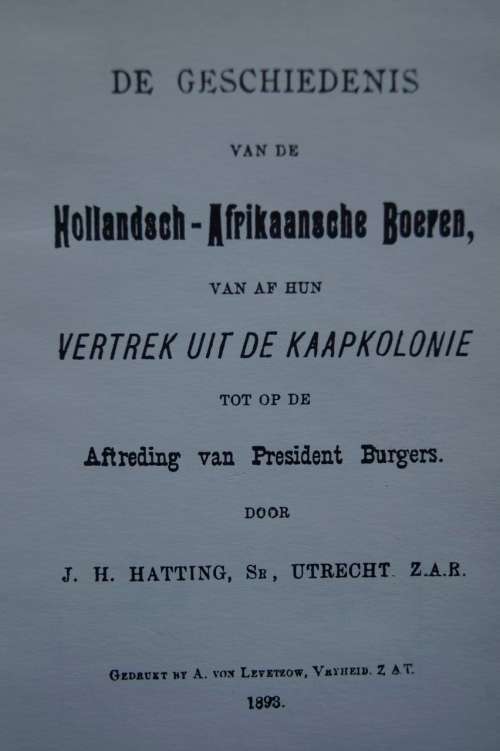 DE GESCHIEDENIS
VAN DE
Hollandsch-Afrikaansche Boeren,
VAN AF HUN
VERTREK UIT DE KAAPKOLONIE
TOT OP DE
Aftreding van President Burgers.
DOOR
J. H. HATTING, SR, UTRECHT Z.A.R.
GEDRUKT BY A. VON LEVETZOW, VRYHEID. Z A.T.
1893.